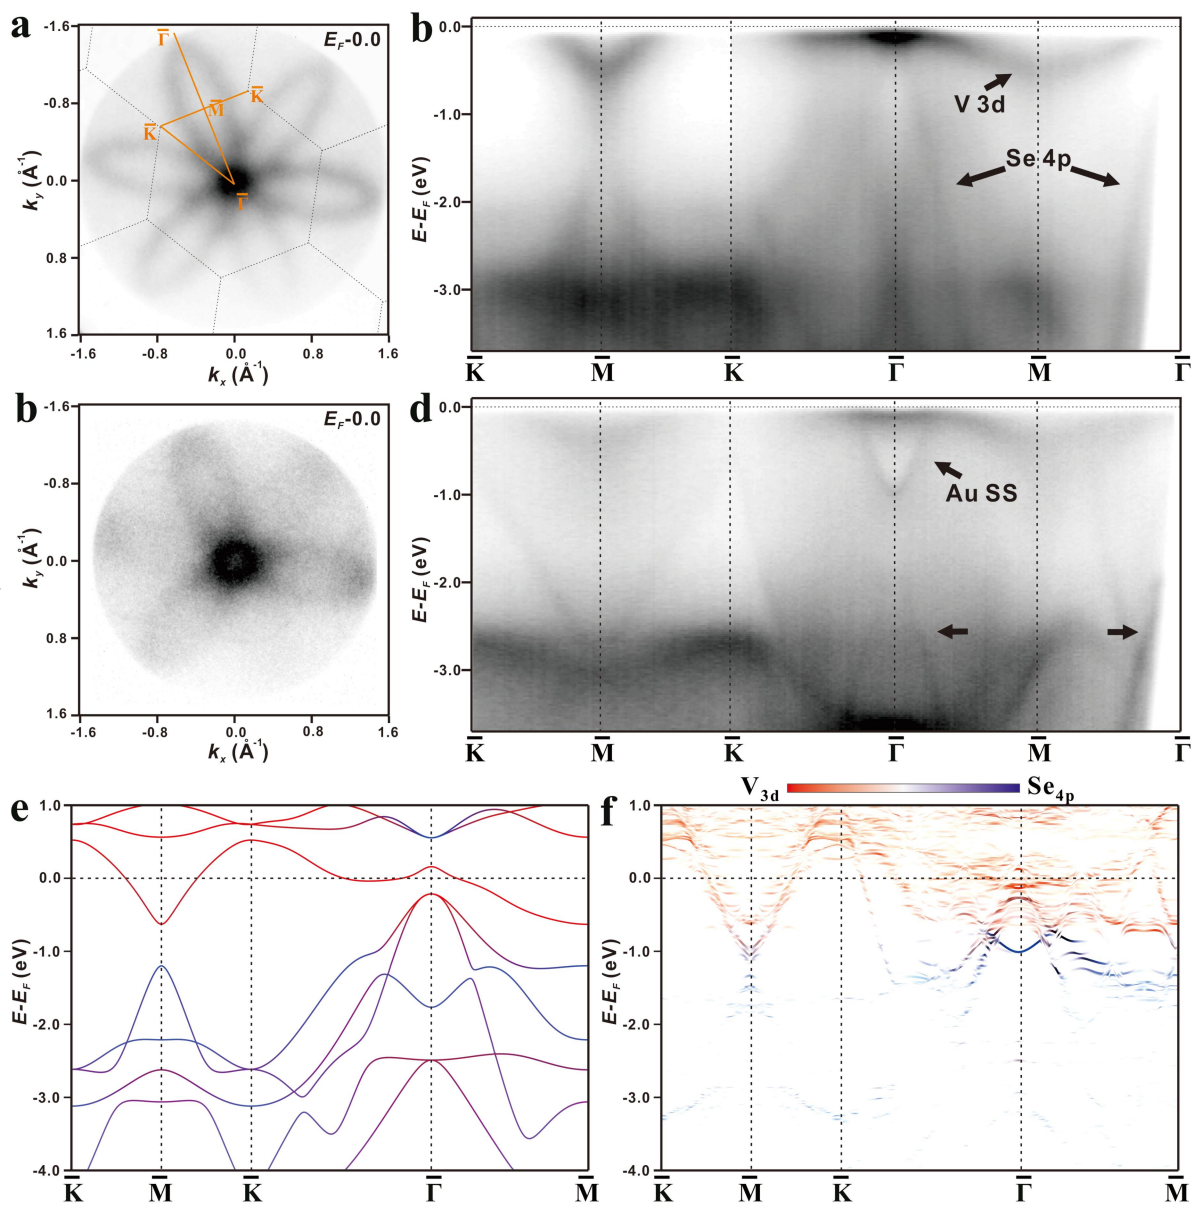 a
E_F-0.0
-1.6
-0.8
0.0
0.8
1.6
k_y (Å⁻¹)
Γ̅
K̅
M̅
K̅
Γ̅
-1.6 -0.8 0.0 0.8 1.6
k_x (Å⁻¹)
b
0.0
-1.0
-2.0
-3.0
E-E_F (eV)
V 3d
Se 4p
K̅ M̅ K̅ Γ̅ M̅ Γ̅
b
E_F-0.0
-1.6
-0.8
0.0
0.8
1.6
k_y (Å⁻¹)
-1.6 -0.8 0.0 0.8 1.6
k_x (Å⁻¹)
d
0.0
-1.0
-2.0
-3.0
E-E_F (eV)
Au SS
K̅ M̅ K̅ Γ̅ M̅ Γ̅
e
1.0
0.0
-1.0
-2.0
-3.0
-4.0
E-E_F (eV)
K̅ M̅ K̅ Γ̅ M̅
V_3d Se_4p
f
1.0
0.0
-1.0
-2.0
-3.0
-4.0
E-E_F (eV)
K̅ M̅ K̅ Γ̅ M̅